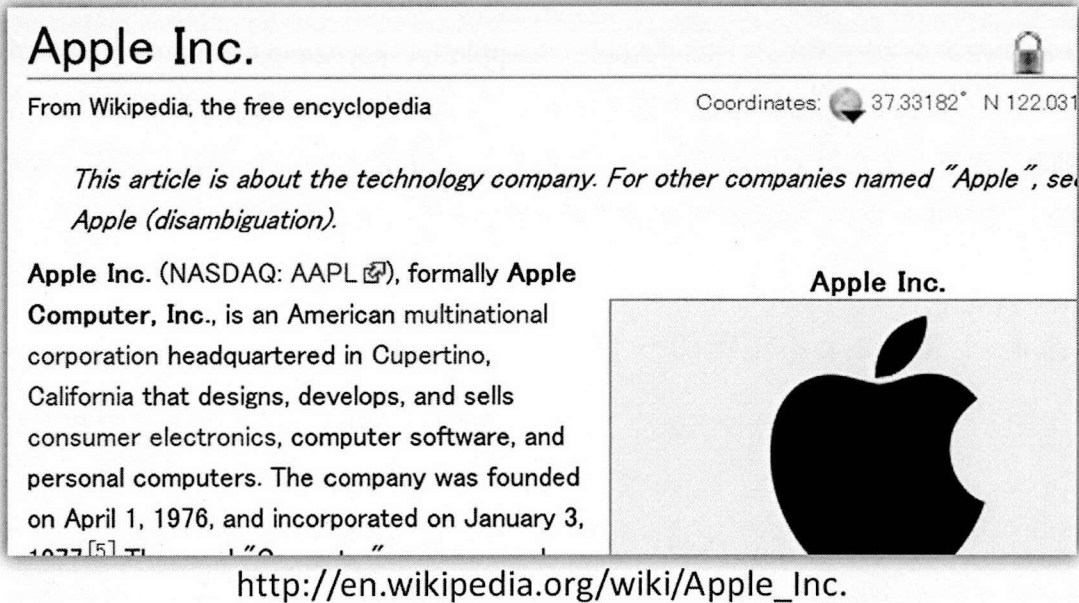 Apple Inc.
From Wikipedia, the free encyclopedia
Coordinates: 37.33182° N 122.031
This article is about the technology company. For other companies named "Apple", see
Apple (disambiguation).
Apple Inc. (NASDAQ: AAPL), formally Apple
Computer, Inc., is an American multinational
corporation headquartered in Cupertino,
California that designs, develops, and sells
consumer electronics, computer software, and
personal computers. The company was founded
on April 1, 1976, and incorporated on January 3,
Apple Inc.
http://en.wikipedia.org/wiki/Apple_Inc.